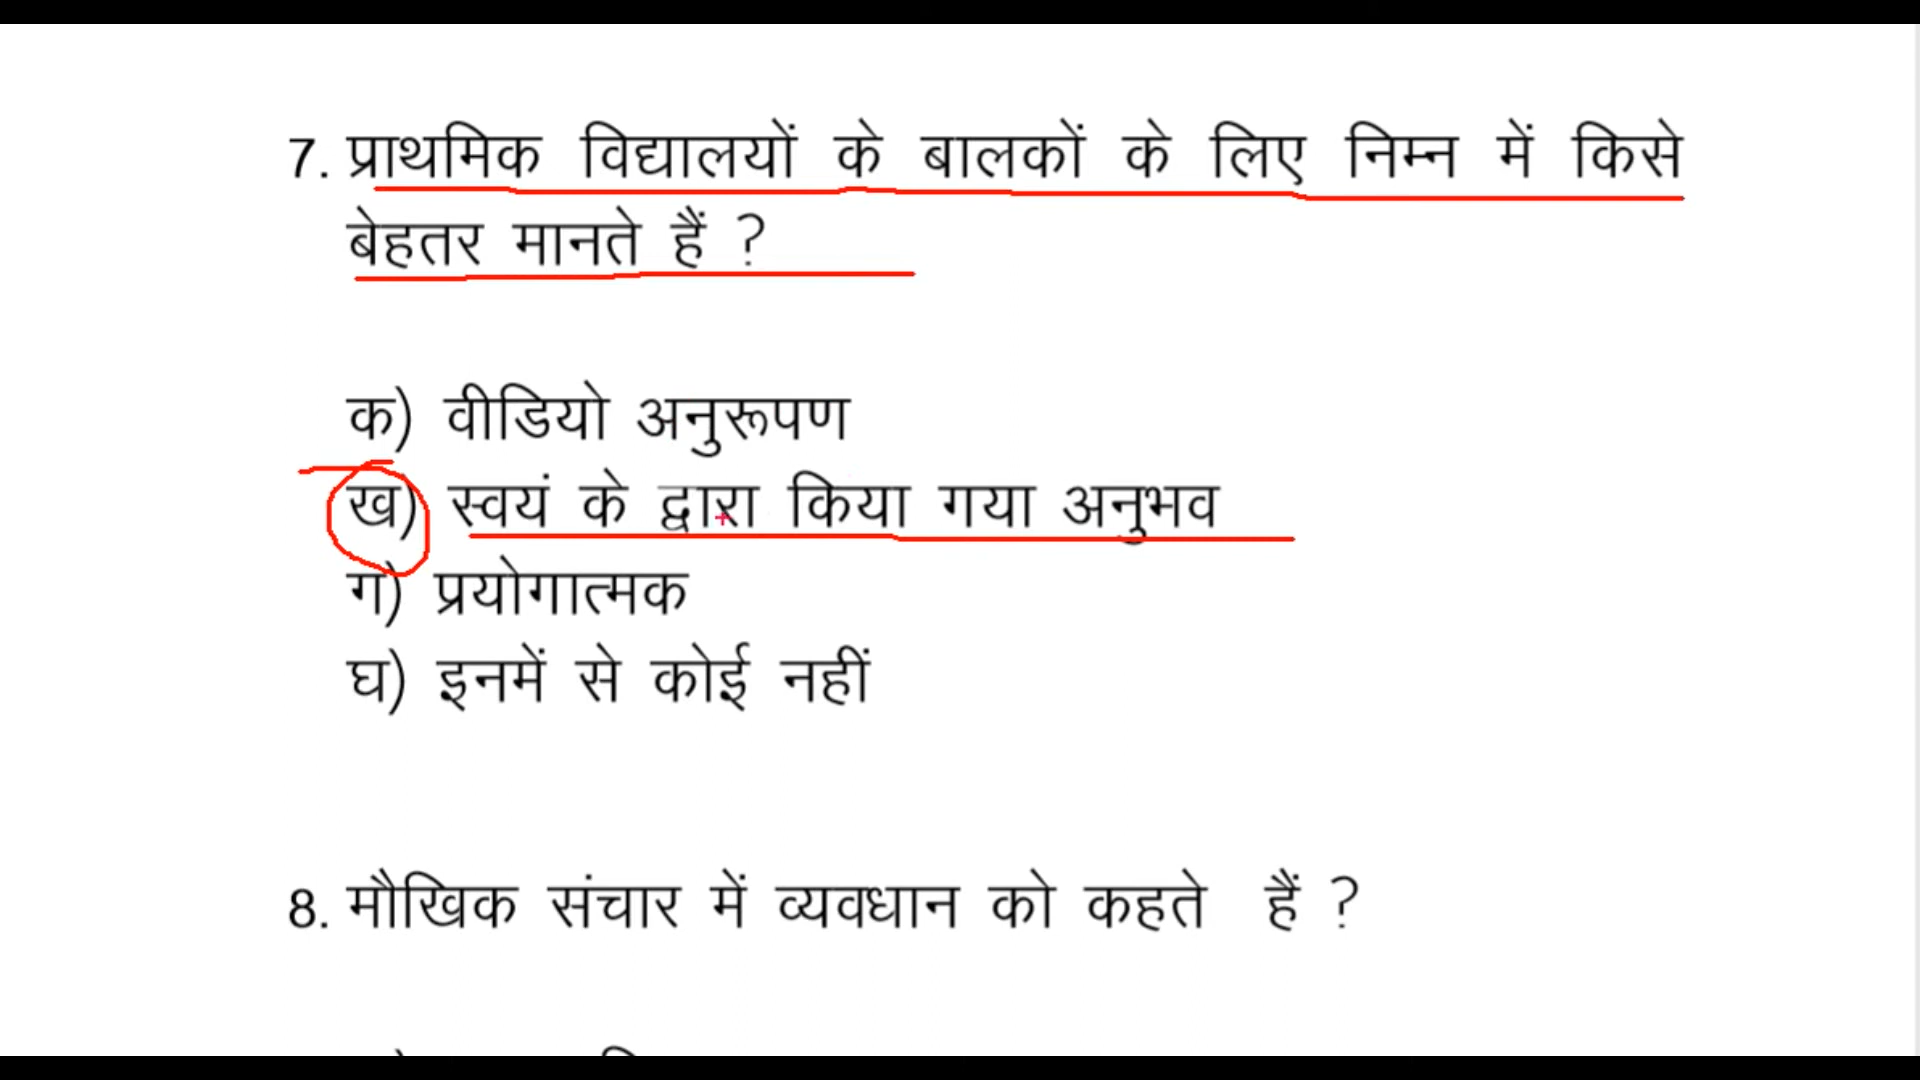 7. प्राथमिक विद्यालयों के बालकों के लिए निम्न में किसे
बेहतर मानते हैं ?
क) वीडियो अनुरूपण
ख) स्वयं के द्वारा किया गया अनुभव
ग) प्रयोगात्मक
घ) इनमें से कोई नहीं
8. मौखिक संचार में व्यवधान को कहते हैं ?